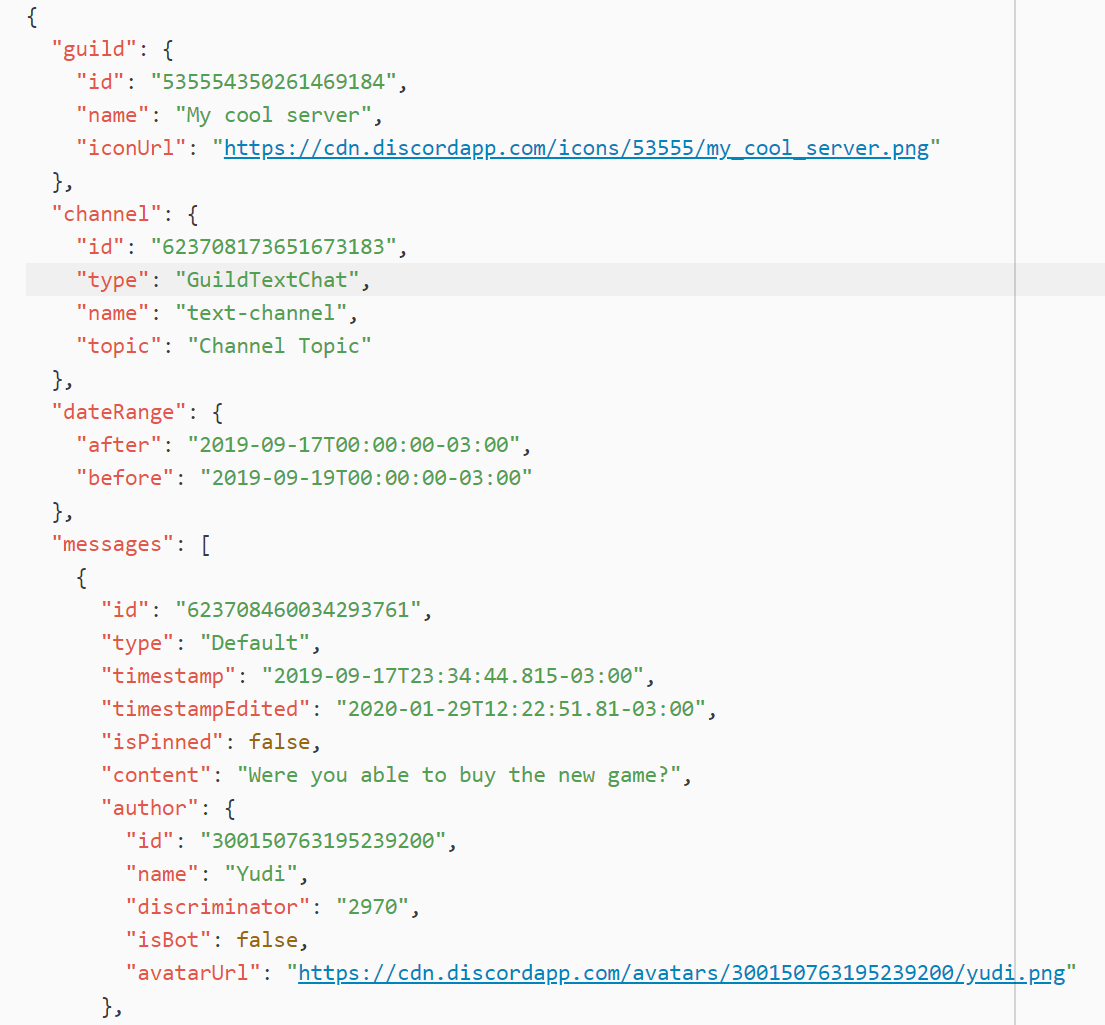 {
"guild": {
"id": "535554350261469184",
"name": "My cool server",
"iconUrl": "https://cdn.discordapp.com/icons/53555/my_cool_server.png"
},
"channel": {
"id": "623708173651673183",
"type": "GuildTextChat",
"name": "text-channel",
"topic": "Channel Topic"
},
"dateRange": {
"after": "2019-09-17T00:00:00-03:00",
"before": "2019-09-19T00:00:00-03:00"
},
"messages": [
{
"id": "623708460034293761",
"type": "Default",
"timestamp": "2019-09-17T23:34:44.815-03:00",
"timestampEdited": "2020-01-29T12:22:51.81-03:00",
"isPinned": false,
"content": "Were you able to buy the new game?",
"author": {
"id": "300150763195239200",
"name": "Yudi",
"discriminator": "2970",
"isBot": false,
"avatarUrl": "https://cdn.discordapp.com/avatars/300150763195239200/yudi.png"
},